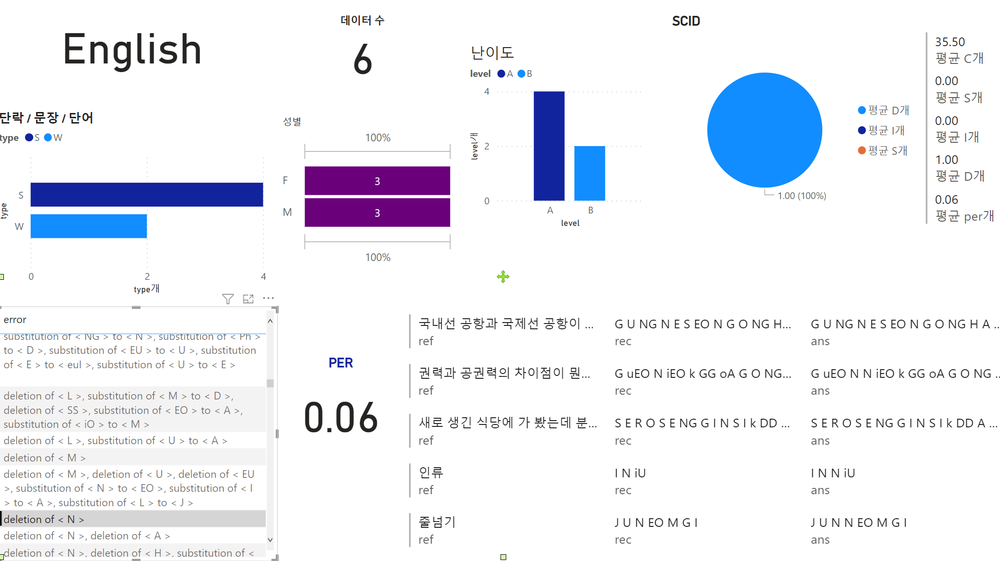 English
데이터 수
6
SCID
난이도
level A B
4
2
0
level개
A B
level
평균 D개
평균 I개
평균 S개
1.00 (100%)
35.50
평균 C개
0.00
평균 S개
0.00
평균 I개
1.00
평균 D개
0.06
평균 per개
단락 / 문장 / 단어
type S W
type
S
W
0 2 4
type개
성별
100%
F 3
M 3
100%
error
substitution of < NG > to < N >, substitution of < Ph >
to < D >, substitution of < EU > to < U >, substitution
of < E > to < eul >, substitution of < U > to < E >
deletion of < L >, substitution of < M > to < D >,
deletion of < SS >, substitution of < EO > to < A >,
substitution of < iO > to < M >
deletion of < L >, substitution of < U > to < A >
deletion of < M >
deletion of < M >, deletion of < U >, deletion of < EU
>, substitution of < N > to < EO >, substitution of < I
> to < A >, substitution of < L > to < J >
deletion of < N >
deletion of < N >, deletion of < A >
deletion of < N >, deletion of < H >, substitution of <
PER
0.06
국내선 공항과 국제선 공항이 ... G U NG N E S EO N G O NG H... G U NG N E S EO N G O NG H A ..
ref rec ans
권력과 공권력의 차이점이 뭔... G uEO N iEO k GG oA G O NG... G uEO N N iEO k GG oA G O NG ..
ref rec ans
새로 생긴 식당에 가 봤는데 분... S E R O S E NG G I N S I k DD ... S E R O S E NG G I N S I k DD A ...
ref rec ans
인류 I N iU I N N iU
ref rec ans
줄넘기 J U N EO M G I J U N N EO M G I
ref rec ans